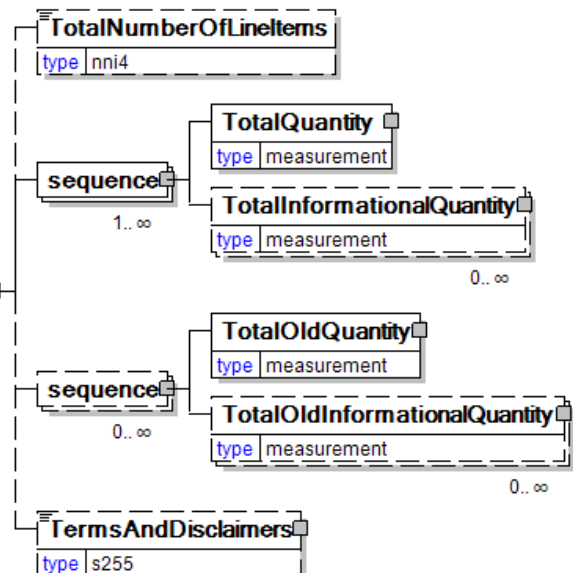 TotalNumberOfLineItems
type nni4
TotalQuantity
type measurement
sequence
1.. ∞
TotalInformationalQuantity
type measurement
0.. ∞
TotalOldQuantity
type measurement
sequence
0.. ∞
TotalOldInformationalQuantity
type measurement
0.. ∞
TermsAndDisclaimers
type s255